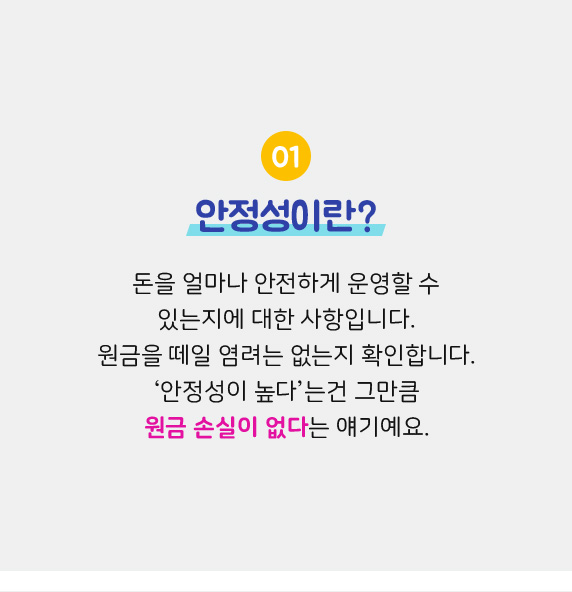 01
안정성이란?
돈을 얼마나 안전하게 운영할 수
있는지에 대한 사항입니다.
원금을 떼일 염려는 없는지 확인합니다.
‘안정성이 높다’는건 그만큼
원금 손실이 없다는 얘기예요.